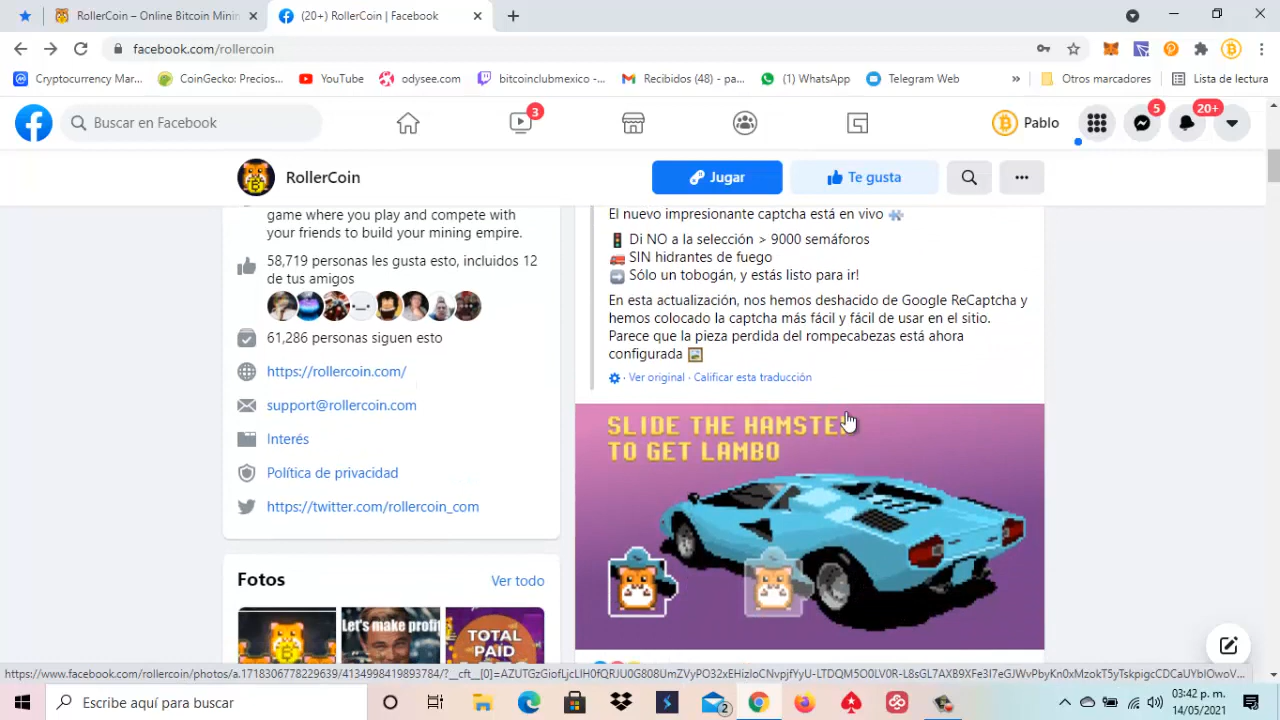 RollerCoin – Online Bitcoin Mini
(20+) RollerCoin | Facebook
facebook.com/rollercoin
Cryptocurrency Mar...
CoinGecko: Precios...
YouTube
odysee.com
bitcoinclubmexico -...
Recibidos (48) - pa...
(1) WhatsApp
Telegram Web
»
Otros marcadores
Lista de lectura
Buscar en Facebook
3
Pablo
5
20+
RollerCoin
Jugar
Te gusta
game where you play and compete with
your friends to build your mining empire.
58,719 personas les gusta esto, incluidos 12
de tus amigos
61,286 personas siguen esto
https://rollercoin.com/
support@rollercoin.com
Interés
Política de privacidad
https://twitter.com/rollercoin_com
Fotos
Ver todo
Let's make profi
TOTAL
PAID
El nuevo impresionante captcha está en vivo
Di NO a la selección > 9000 semáforos
SIN hidrantes de fuego
Sólo un tobogán, y estás listo para ir!
En esta actualización, nos hemos deshacido de Google ReCaptcha y
hemos colocado la captcha más fácil y fácil de usar en el sitio.
Parece que la pieza perdida del rompecabezas está ahora
configurada
· Ver original · Calificar esta traducción
SLIDE THE HAMSTE
TO GET LAMBO
Escribe aquí para buscar
2
03:42 p. m.
14/05/2021